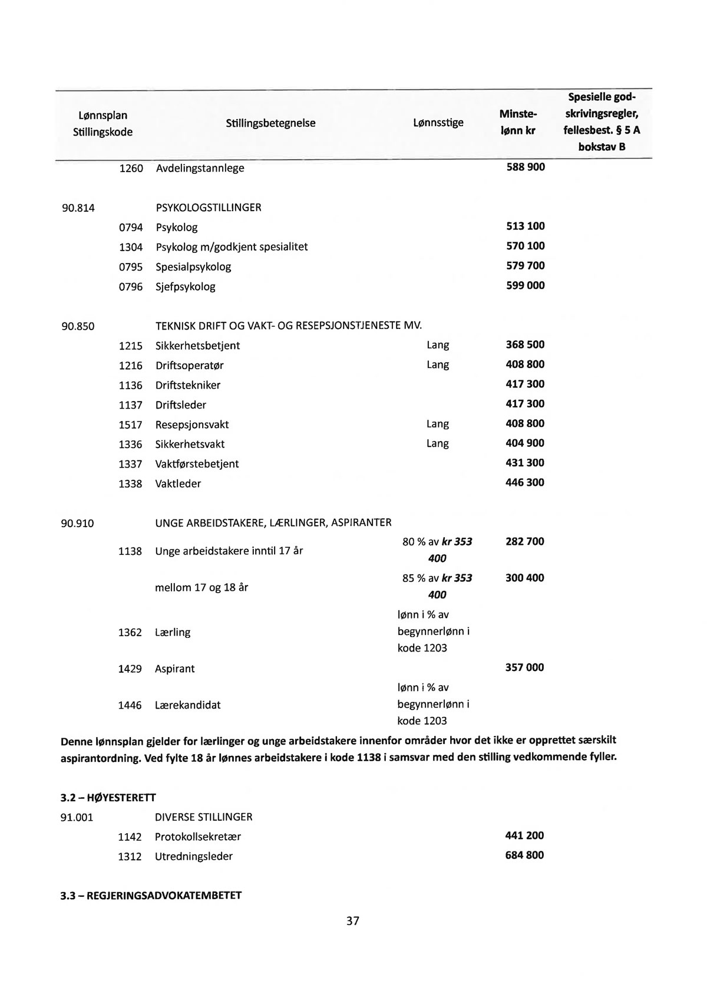 Lønnsplan
Stillingskode
Stillingsbetegnelse
Lønnsstige
Minste-
lønn kr
Spesielle god-
skrivingsregler,
fellesbest. § 5 A
bokstav B
1260 Avdelingstannlege 588 900
90.814 PSYKOLOGSTILLINGER
0794 Psykolog 513 100
1304 Psykolog m/godkjent spesialitet 570 100
0795 Spesialpsykolog 579 700
0796 Sjefpsykolog 599 000
90.850 TEKNISK DRIFT OG VAKT- OG RESEPSJONSTJENESTE MV.
1215 Sikkerhetsbetjent Lang 368 500
1216 Driftsoperatør Lang 408 800
1136 Driftstekniker 417 300
1137 Driftsleder 417 300
1517 Resepsjonsvakt Lang 408 800
1336 Sikkerhetsvakt Lang 404 900
1337 Vaktførstebetjent 431 300
1338 Vaktleder 446 300
90.910 UNGE ARBEIDSTAKERE, LÆRLINGER, ASPIRANTER
1138 Unge arbeidstakere inntil 17 år
80 % av kr 353
400
282 700
mellom 17 og 18 år
85 % av kr 353
400
300 400
1362 Lærling
lønn i % av
begynnerlønn i
kode 1203
1429 Aspirant 357 000
1446 Lærekandidat
lønn i % av
begynnerlønn i
kode 1203
Denne lønnsplan gjelder for lærlinger og unge arbeidstakere innenfor områder hvor det ikke er opprettet særskilt
aspirantordning. Ved fylte 18 år lønnes arbeidstakere i kode 1138 i samsvar med den stilling vedkommende fyller.
3.2 – HØYESTERETT
91.001 DIVERSE STILLINGER
1142 Protokollsekretær 441 200
1312 Utredningsleder 684 800
3.3 – REGJERINGSADVOKATEMBETET
37